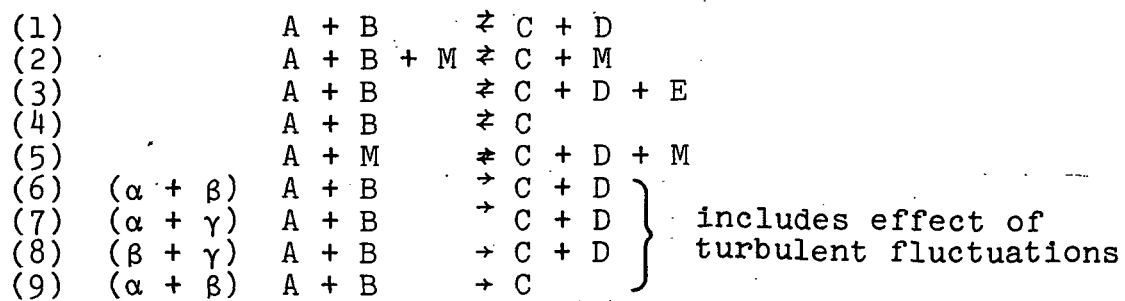 (1) A + B ⇄ C + D
(2) A + B + M ⇄ C + M
(3) A + B ⇄ C + D + E
(4) A + B ⇄ C
(5) A + M ⇄ C + D + M
(6) (α + β) A + B → C + D
(7) (α + γ) A + B → C + D
(8) (β + γ) A + B → C + D
(9) (α + β) A + B → C
includes effect of
turbulent fluctuations